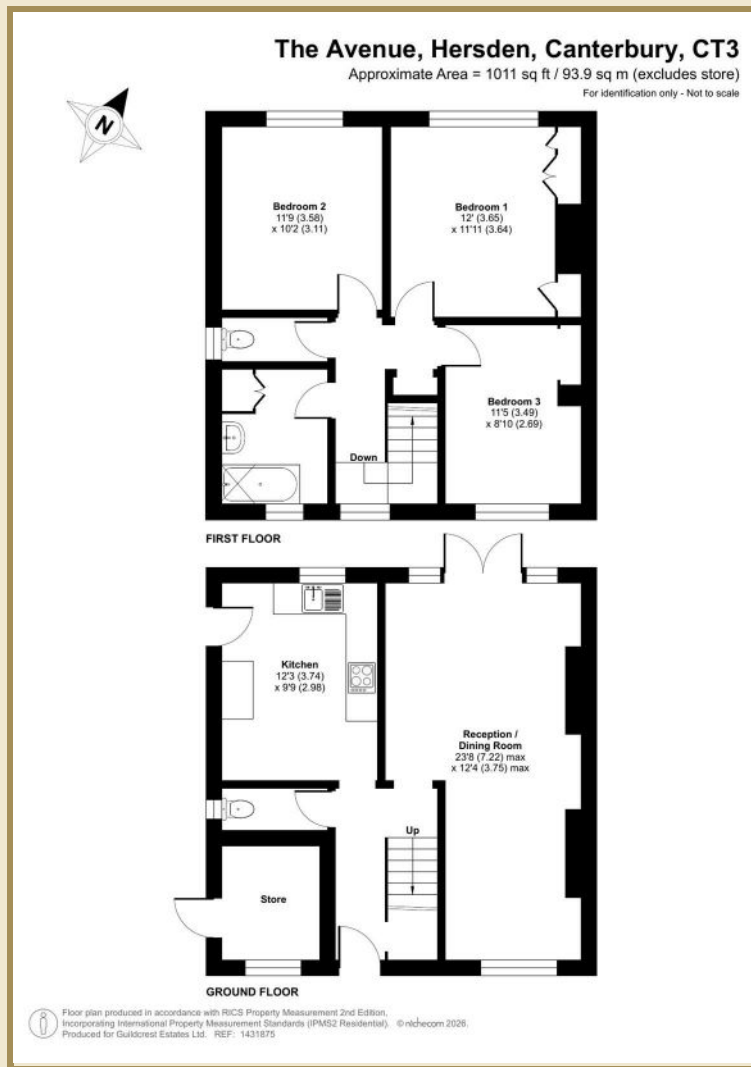 The Avenue, Hersden, Canterbury, CT3
Approximate Area = 1011 sq ft / 93.9 sq m (excludes store)
For identification only - Not to scale
N
Bedroom 2
11'9 (3.58)
x 10'2 (3.11)
Bedroom 1
12' (3.65)
x 11'11 (3.64)
Bedroom 3
11'5 (3.49)
x 8'10 (2.69)
Down
FIRST FLOOR
Kitchen
12'3 (3.74)
x 9'9 (2.98)
Reception /
Dining Room
23'8 (7.22) max
x 12'4 (3.75) max
Up
Store
GROUND FLOOR
Floor plan produced in accordance with RICS Property Measurement 2nd Edition,
Incorporating International Property Measurement Standards (IPMS2 Residential). © nichecom 2026.
Produced for Guildcrest Estates Ltd. REF: 1431875